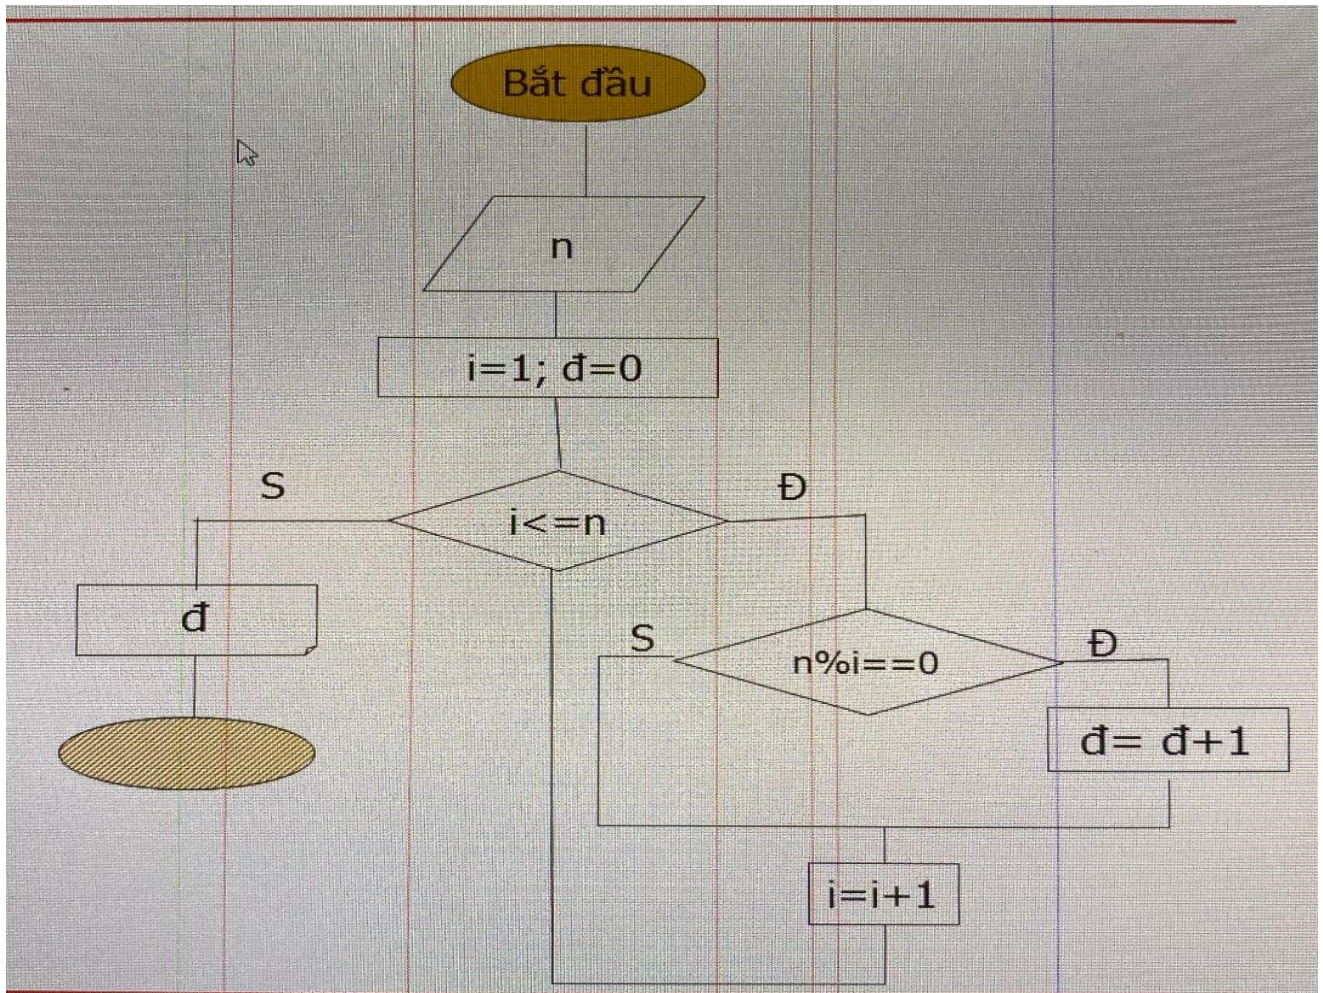 Bắt đầu
n
i=1; đ=0
S
Đ
i<=n
đ
S
Đ
n%i==0
đ= đ+1
i=i+1